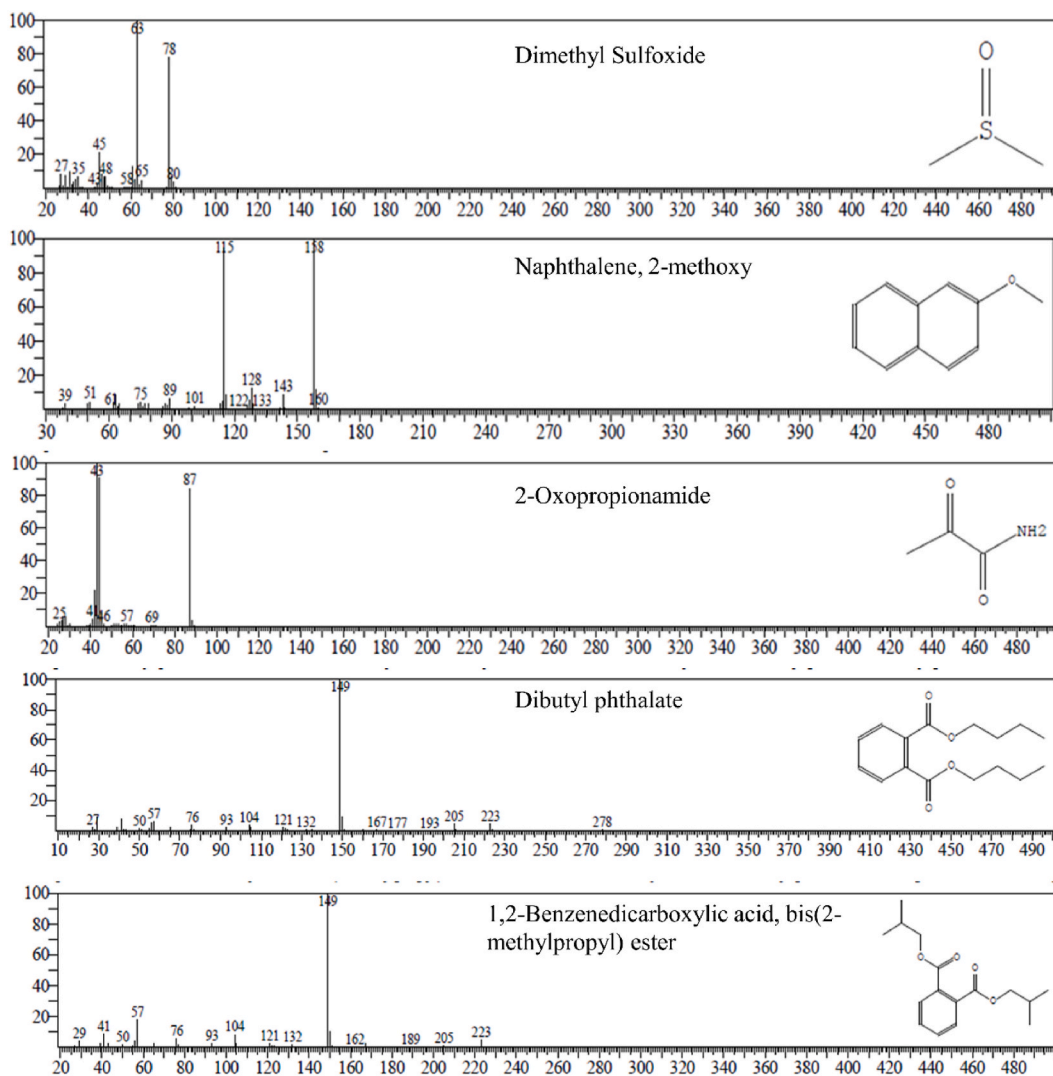 100
63
80
78
Dimethyl Sulfoxide
O
60
40
S
20
45
27 35 48
43 58 65 80
20 40 60 80 100 120 140 160 180 200 220 240 260 280 300 320 340 360 380 400 420 440 460 480
100
115 158
80
Naphthalene, 2-methoxy
O
60
40
20
128
143
39 51 61 75 89 101 122 133 160
30 60 90 120 150 180 210 240 270 300 330 360 390 420 450 480
100
43 87
80
2-Oxopropionamide
O
60
NH2
40
O
20
25 46 57 69
20 40 60 80 100 120 140 160 180 200 220 240 260 280 300 320 340 360 380 400 420 440 460 480
100
149
80
Dibutyl phthalate
O
60
O
O
40
O
20
27 50 57 76 93 104 121 132 167 177 193 205 223 278
10 30 50 70 90 110 130 150 170 190 210 230 250 270 290 310 330 350 370 390 410 430 450 470 490
100
149
80
1,2-Benzenedicarboxylic acid, bis(2-
methylpropyl) ester
60
O O
O
O
40
20
57
29 41 50 76 93 104 121 132 162 189 205 223
20 40 60 80 100 120 140 160 180 200 220 240 260 280 300 320 340 360 380 400 420 440 460 480